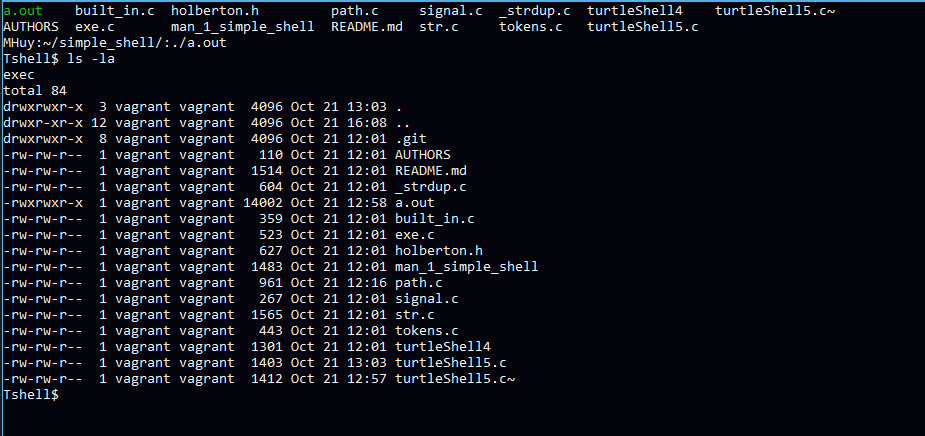 a.out    built_in.c  holberton.h         path.c     signal.c  _strdup.c  turtleShell4    turtleShell5.c~
AUTHORS  exe.c       man_1_simple_shell  README.md  str.c     tokens.c   turtleShell5.c
MHuy:~/simple_shell/:./a.out
Tshell$ ls -la
exec
total 84
drwxrwxr-x  3 vagrant vagrant  4096 Oct 21 13:03 .
drwxr-xr-x 12 vagrant vagrant  4096 Oct 21 16:08 ..
drwxrwxr-x  8 vagrant vagrant  4096 Oct 21 12:01 .git
-rw-rw-r--  1 vagrant vagrant   110 Oct 21 12:01 AUTHORS
-rw-rw-r--  1 vagrant vagrant  1514 Oct 21 12:01 README.md
-rw-rw-r--  1 vagrant vagrant   604 Oct 21 12:01 _strdup.c
-rwxrwxr-x  1 vagrant vagrant 14002 Oct 21 12:58 a.out
-rw-rw-r--  1 vagrant vagrant   359 Oct 21 12:01 built_in.c
-rw-rw-r--  1 vagrant vagrant   523 Oct 21 12:01 exe.c
-rw-rw-r--  1 vagrant vagrant   627 Oct 21 12:01 holberton.h
-rw-rw-r--  1 vagrant vagrant  1483 Oct 21 12:01 man_1_simple_shell
-rw-rw-r--  1 vagrant vagrant   961 Oct 21 12:16 path.c
-rw-rw-r--  1 vagrant vagrant   267 Oct 21 12:01 signal.c
-rw-rw-r--  1 vagrant vagrant  1565 Oct 21 12:01 str.c
-rw-rw-r--  1 vagrant vagrant   443 Oct 21 12:01 tokens.c
-rw-rw-r--  1 vagrant vagrant  1301 Oct 21 12:01 turtleShell4
-rw-rw-r--  1 vagrant vagrant  1403 Oct 21 13:03 turtleShell5.c
-rw-rw-r--  1 vagrant vagrant  1412 Oct 21 12:57 turtleShell5.c~
Tshell$